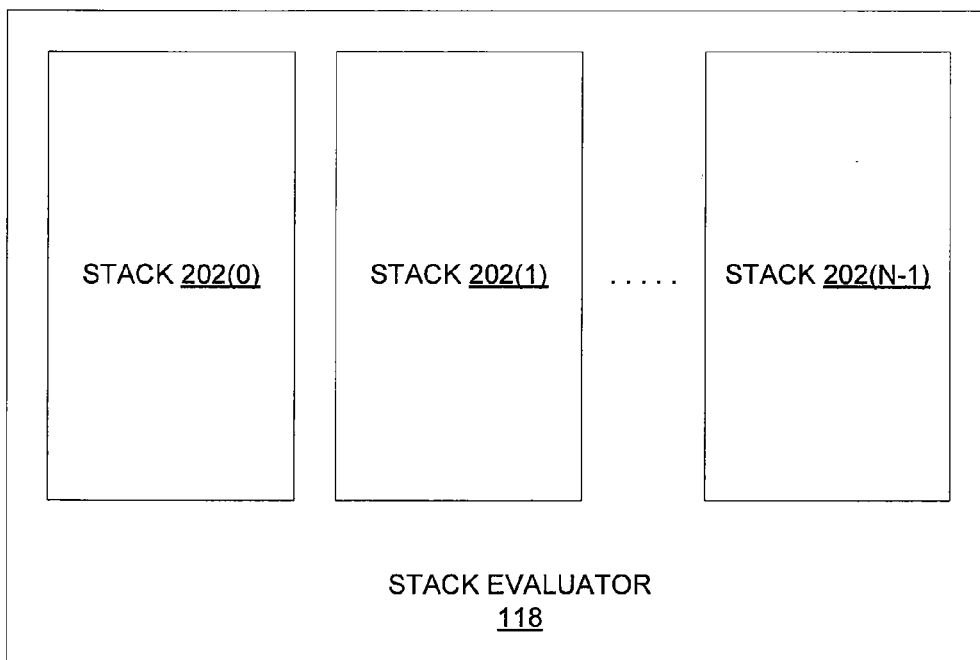 STACK 202(0) STACK 202(1) ..... STACK 202(N-1)
STACK EVALUATOR
118